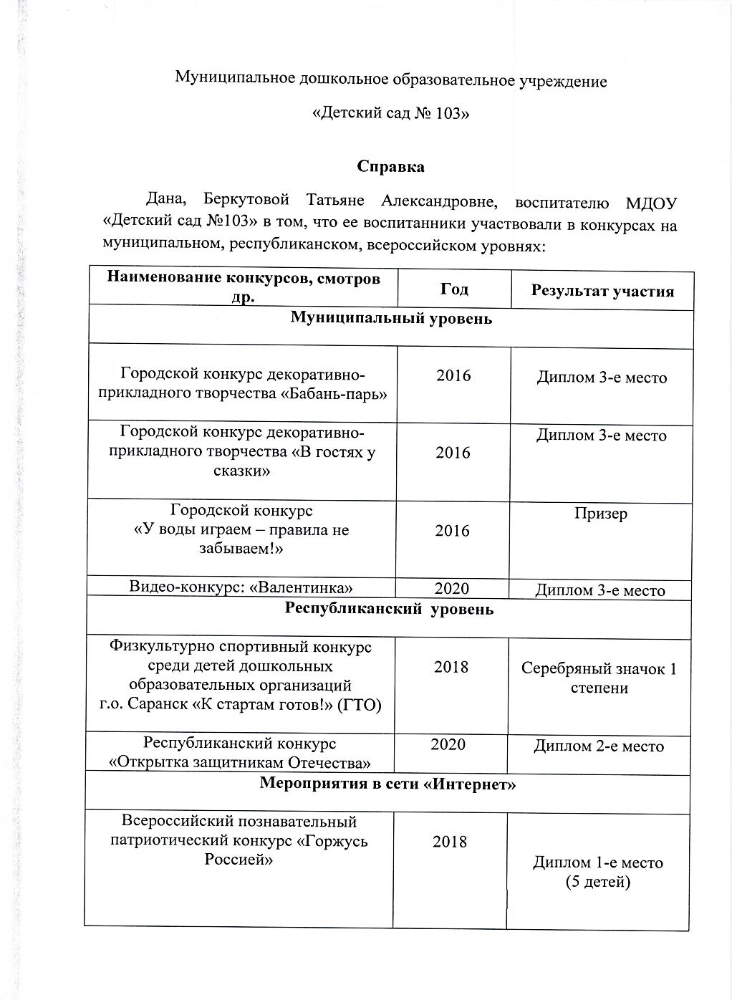 Муниципальное дошкольное образовательное учреждение
«Детский сад № 103»
Справка
Дана, Беркутовой Татьяне Александровне, воспитателю МДОУ
«Детский сад №103» в том, что ее воспитанники участвовали в конкурсах на
муниципальном, республиканском, всероссийском уровнях:
Наименование конкурсов, смотров
др.
Год
Результат участия
Муниципальный уровень
Городской конкурс декоративно-
прикладного творчества «Бабань-парь»
2016
Диплом 3-е место
Городской конкурс декоративно-
прикладного творчества «В гостях у
сказки»
2016
Диплом 3-е место
Городской конкурс
«У воды играем – правила не
забываем!»
2016
Призер
Видео-конкурс: «Валентинка»
2020
Диплом 3-е место
Республиканский  уровень
Физкультурно спортивный конкурс
среди детей дошкольных
образовательных организаций
г.о. Саранск «К стартам готов!» (ГТО)
2018
Серебряный значок 1
степени
Республиканский конкурс
«Открытка защитникам Отечества»
2020
Диплом 2-е место
Мероприятия в сети «Интернет»
Всероссийский познавательный
патриотический конкурс «Горжусь
Россией»
2018
Диплом 1-е место
(5 детей)